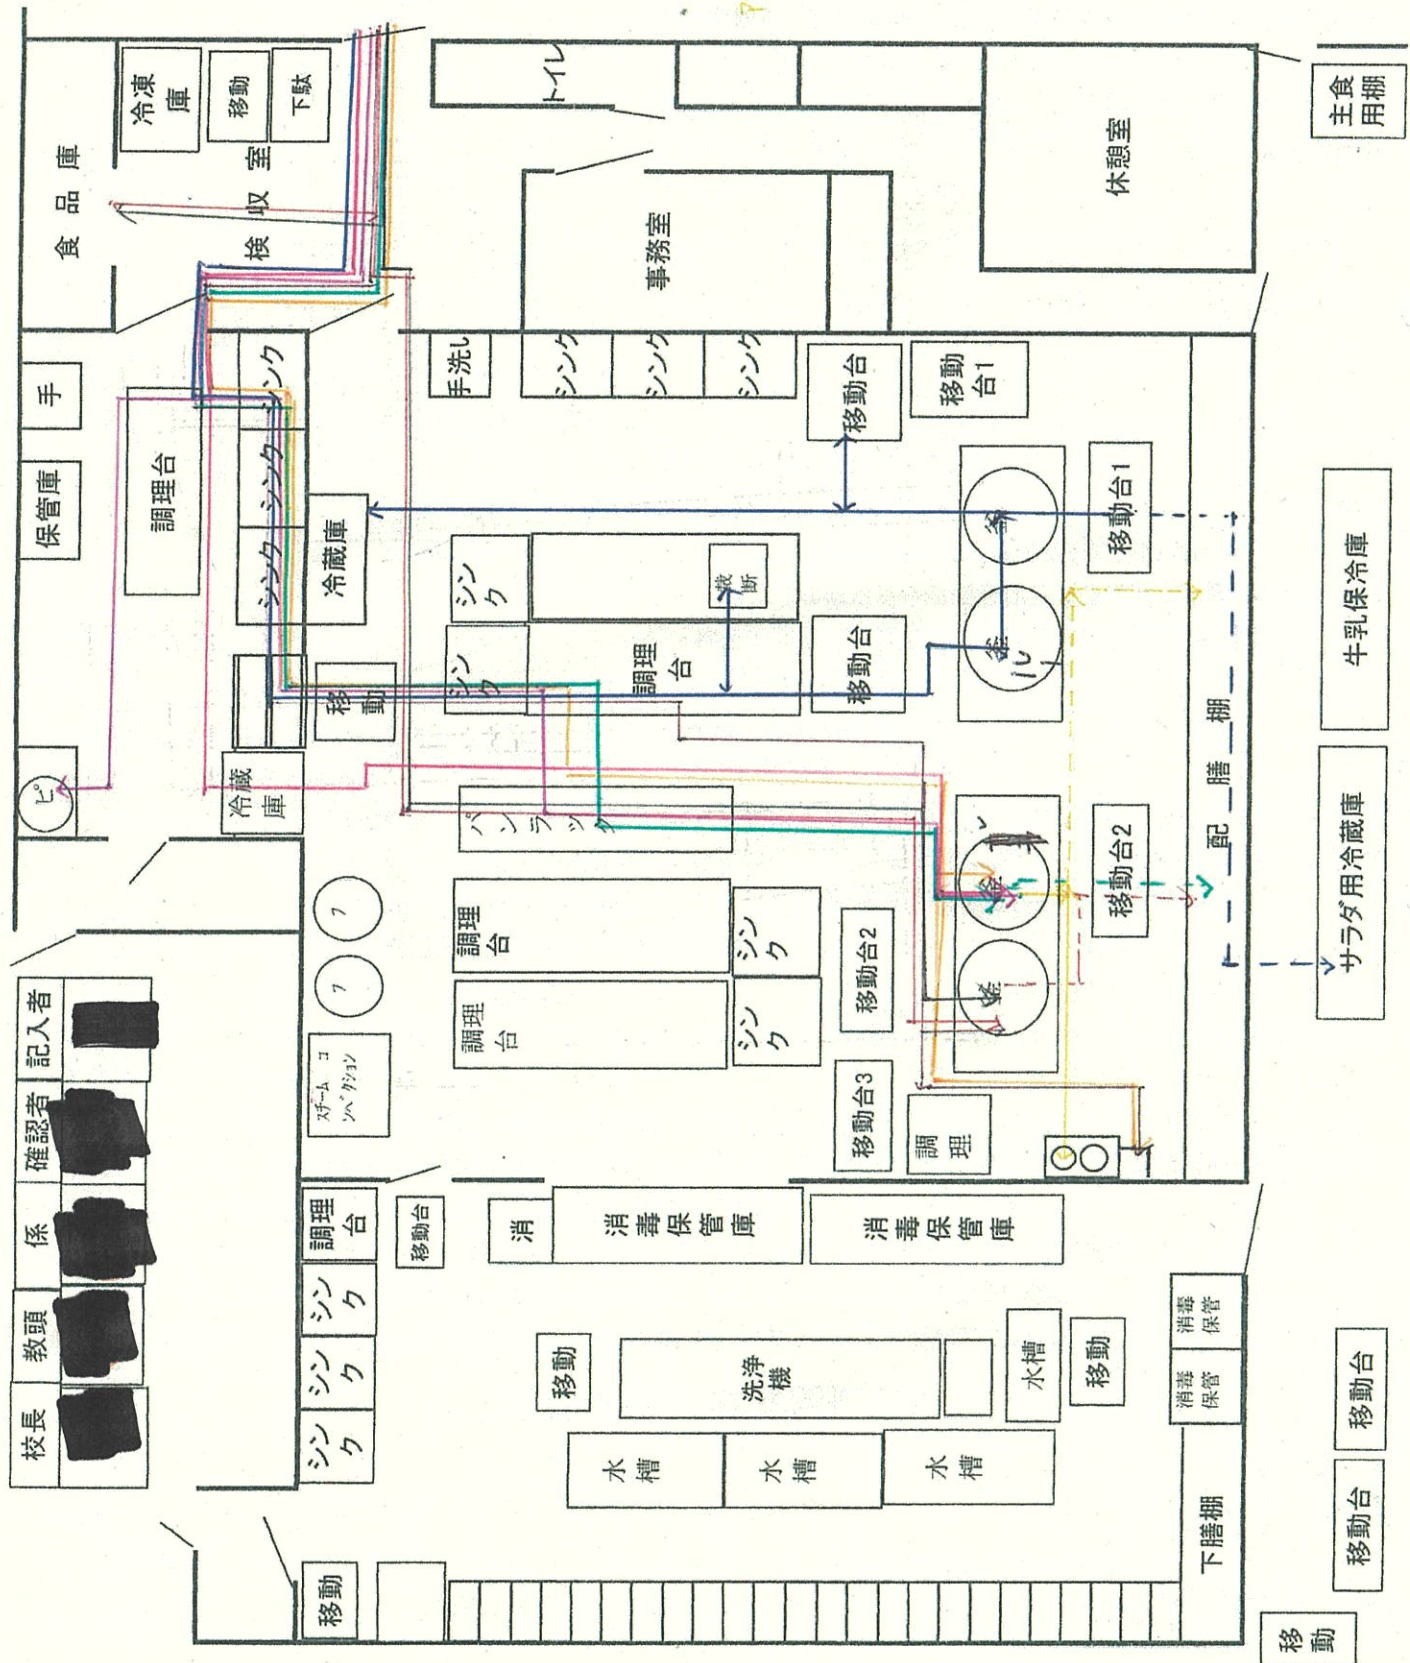 校長
教頭
係
確認者
記入者
食品庫
冷凍庫
移動
下駄
検収室
トイレ
事務室
休憩室
主食用棚
手
保管庫
調理台
シンク
シンク
シンク
冷蔵庫
移動
冷蔵庫
ピ
手洗い
シンク
シンク
シンク
移動台
移動台1
シンク
シンク
裁断
調理台
移動台
釜
釜
移動台1
パンラック
フ
フ
スチームコンベクション
調理台
調理台
シンク
シンク
移動台2
移動台3
調理
釜
釜
移動台2
配膳棚
牛乳保冷庫
サラダ用冷蔵庫
調理台
シンク
シンク
シンク
移動台
消
消毒保管庫
消毒保管庫
移動
洗浄機
水槽
移動
水槽
水槽
水槽
消毒保管
消毒保管
下膳棚
移動
移動台
移動台
移動